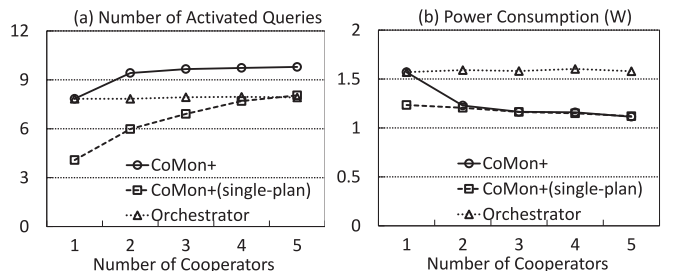 (a) Number of Activated Queries
12
9
6
3
0
CoMon+
CoMon+(single-plan)
Orchestrator
1 2 3 4 5
Number of Cooperators
(b) Power Consumption (W)
2
1.5
1
0.5
0
CoMon+
CoMon+(single-plan)
Orchestrator
1 2 3 4 5
Number of Cooperators